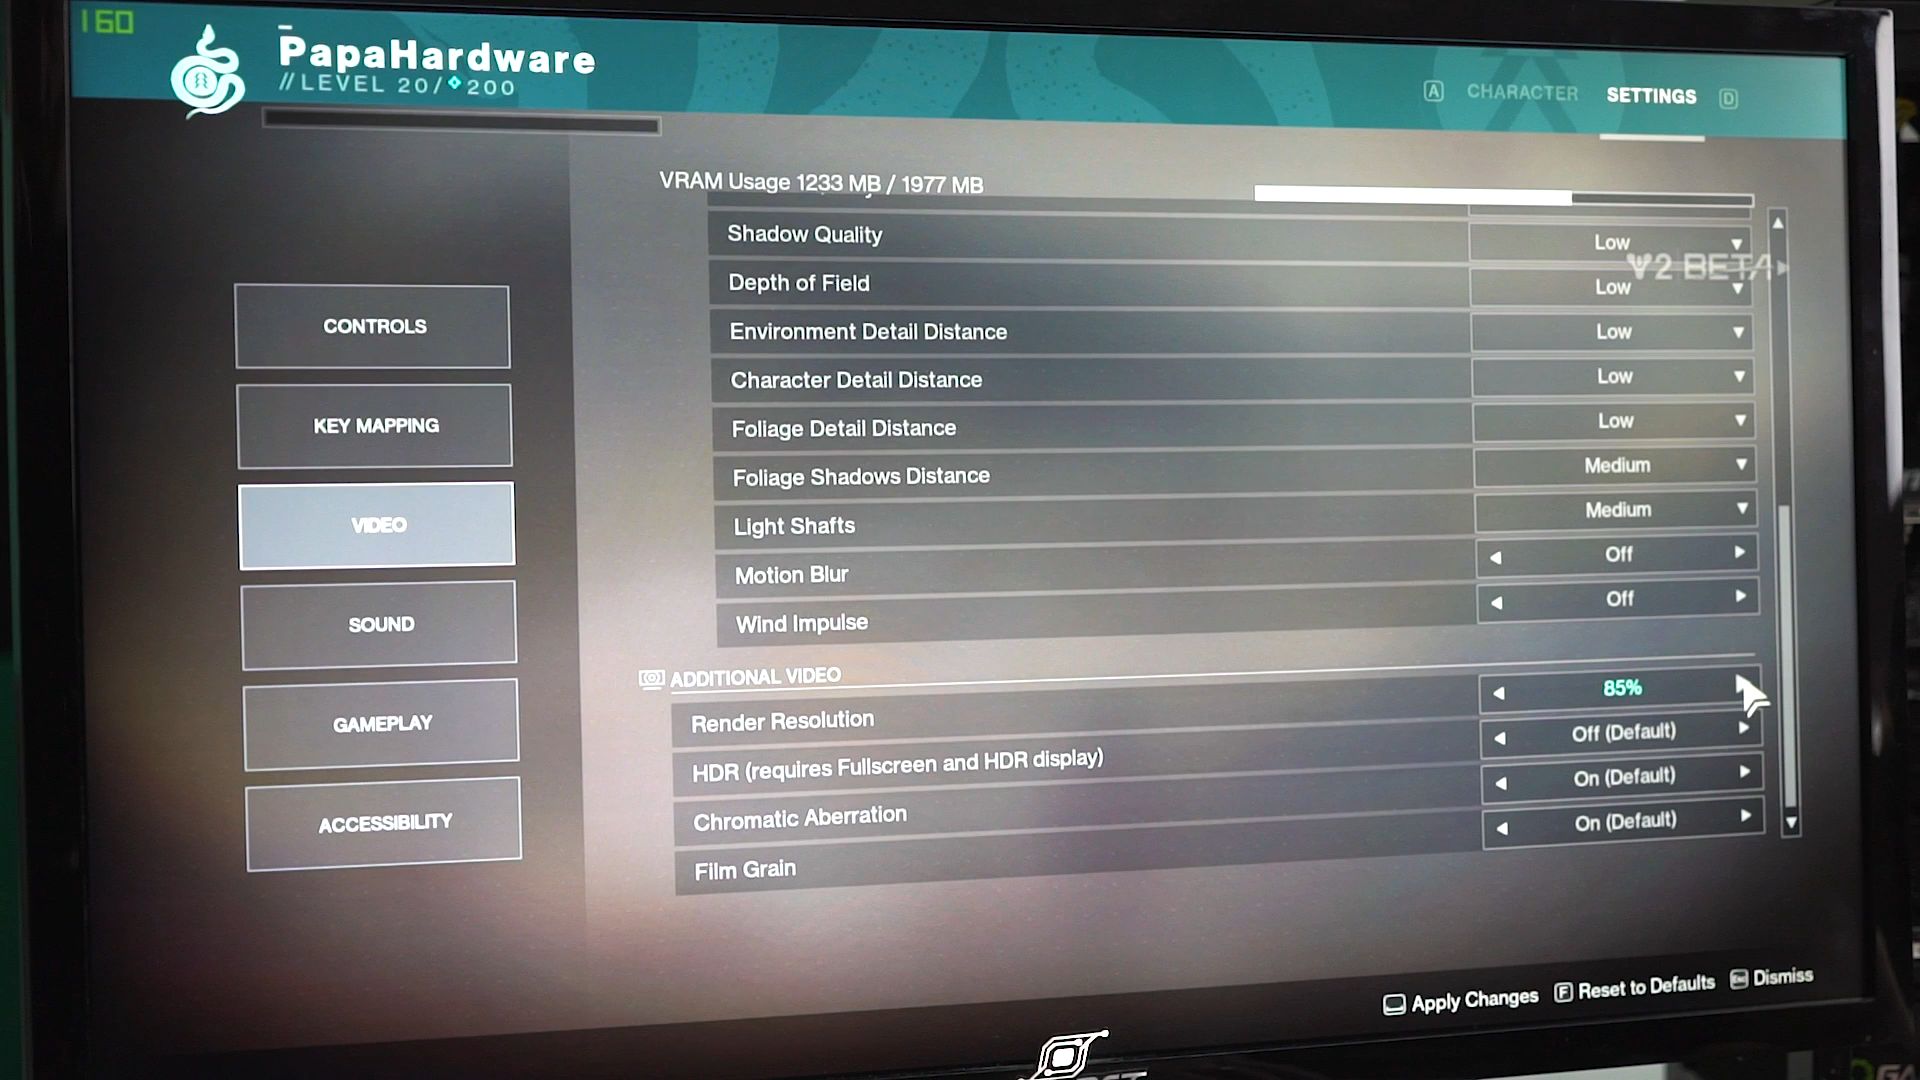 160
PapaHardware
//LEVEL 20/ 200
A CHARACTER SETTINGS D
VRAM Usage 1233 MB / 1977 MB
Shadow Quality Low
V2 BETA
Depth of Field Low
Environment Detail Distance Low
Character Detail Distance Low
Foliage Detail Distance Low
Foliage Shadows Distance Medium
Light Shafts Medium
Motion Blur Off
Wind Impulse Off
ADDITIONAL VIDEO
Render Resolution 85%
HDR (requires Fullscreen and HDR display) Off (Default)
Chromatic Aberration On (Default)
Film Grain On (Default)
CONTROLS
KEY MAPPING
VIDEO
SOUND
GAMEPLAY
ACCESSIBILITY
Apply Changes F Reset to Defaults Esc Dismiss